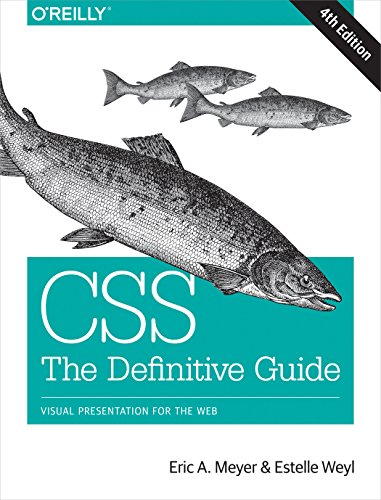 O'REILLY®
4th Edition
CSS
The Definitive Guide
VISUAL PRESENTATION FOR THE WEB
Eric A. Meyer & Estelle Weyl